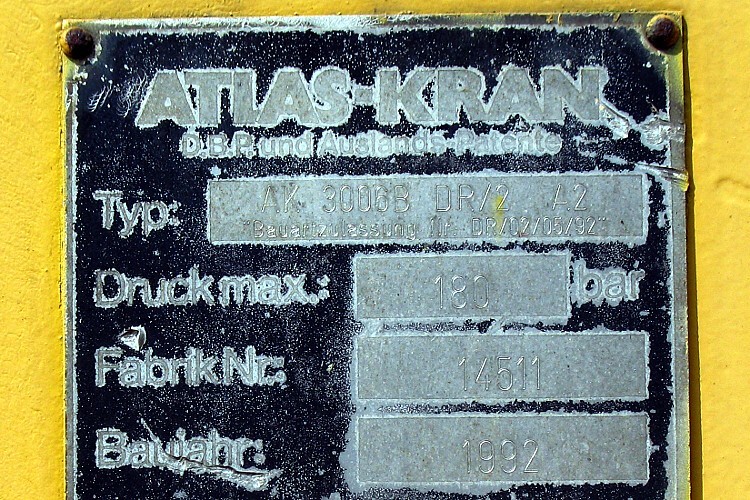 ATLAS-KRAN
D.B.P. und Auslands-Patente
Typ: AK 3006B DR/2 A2
"Bauartzulassung für DR/02/05/92"
Druck max.: 180 bar
Fabrik Nr.: 14511
Baujahr: 1992